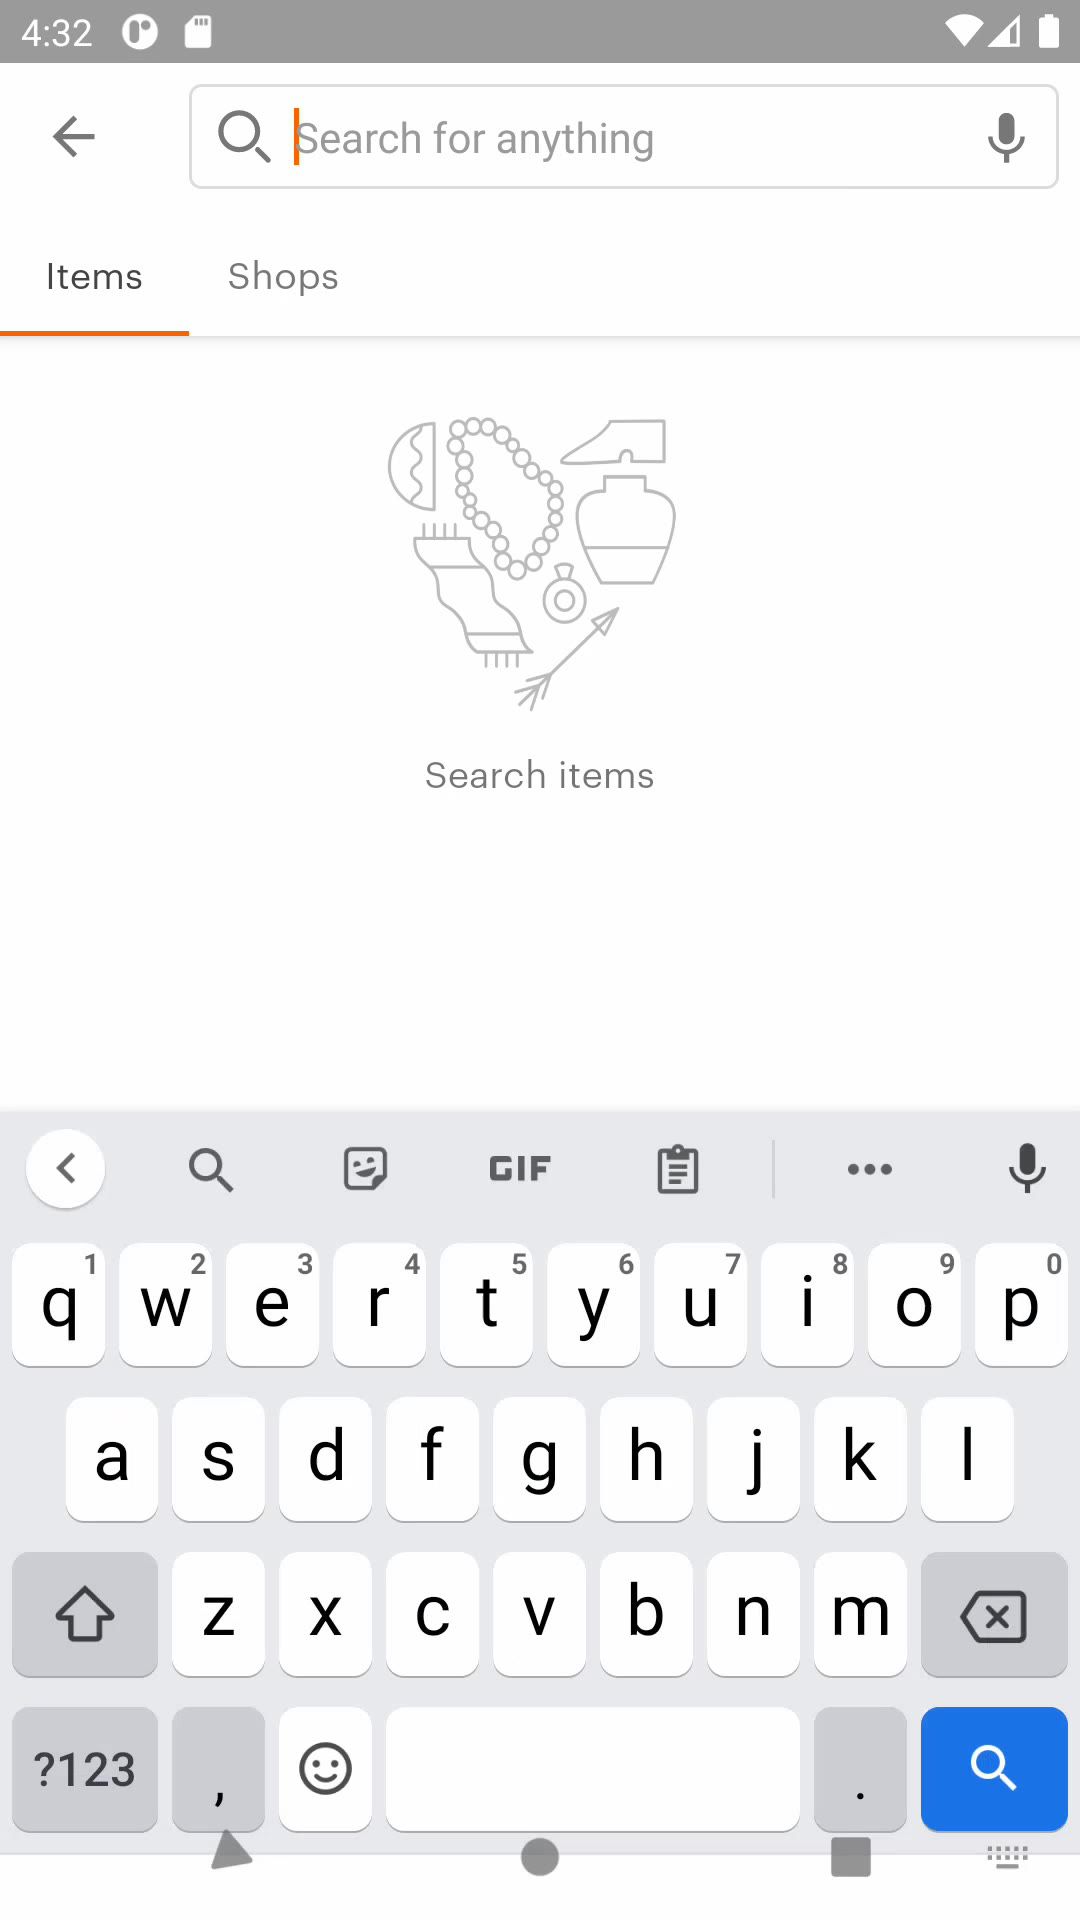 4:32
Search for anything
Items Shops
Search items
GIF
1 2 3 4 5 6 7 8 9 0
q w e r t y u i o p
a s d f g h j k l
z x c v b n m
?123 , .